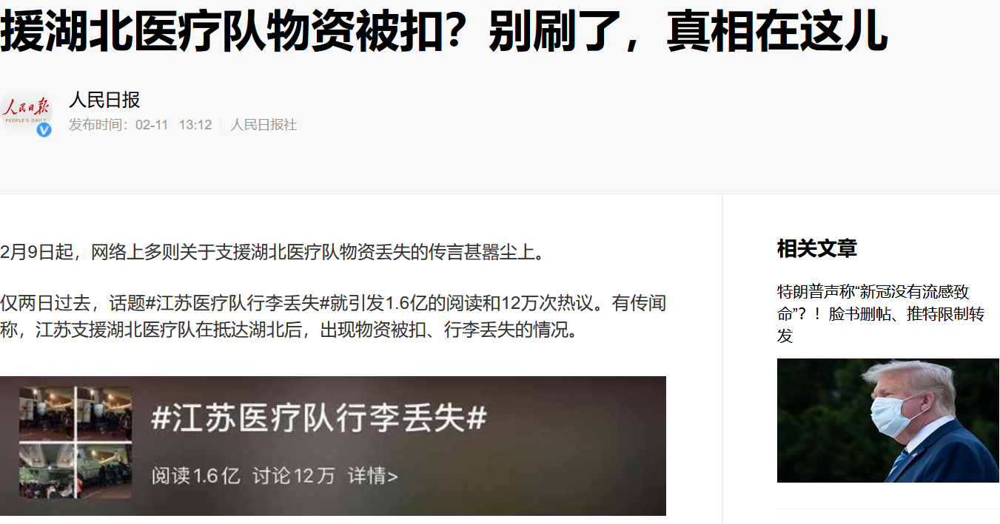 援湖北医疗队物资被扣？别刷了，真相在这儿
人民日报
PEOPLE'S DAILY
人民日报
发布时间：02-11 13:12 人民日报社
2月9日起，网络上多则关于支援湖北医疗队物资丢失的传言甚嚣尘上。
仅两日过去，话题#江苏医疗队行李丢失#就引发1.6亿的阅读和12万次热议。有传闻
称，江苏支援湖北医疗队在抵达湖北后，出现物资被扣、行李丢失的情况。
#江苏医疗队行李丢失#
阅读1.6亿 讨论12万 详情>
相关文章
特朗普声称“新冠没有流感致
命”？！脸书删帖、推特限制转
发